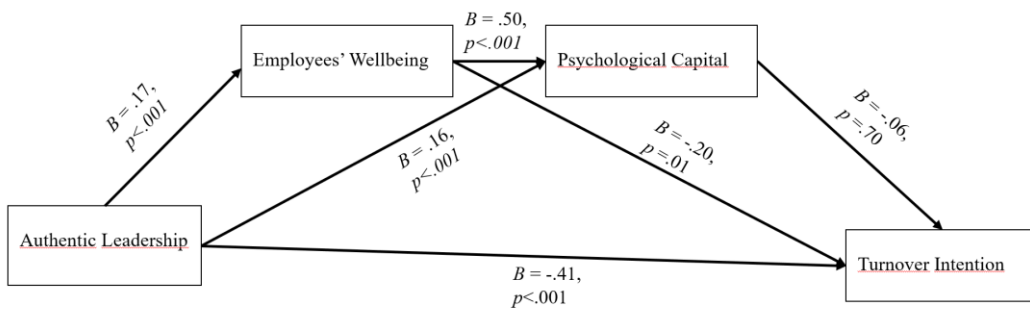 B = .50,
p<.001
Employees’ Wellbeing
Psychological Capital
B = .17,
p<.001
B = .16,
p<.001
B = -.20,
p=.01
B = -.06,
p=.70
Authentic Leadership
Turnover Intention
B = -.41,
p<.001